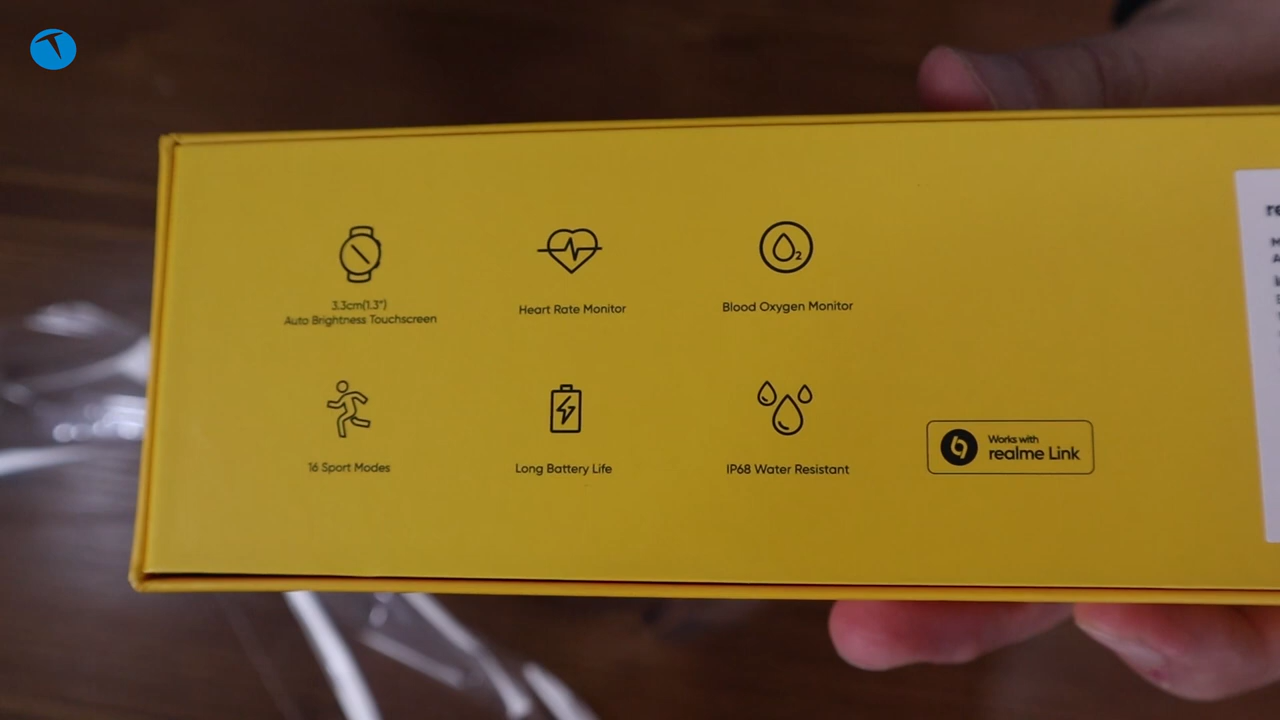 3.3cm(1.3")
Auto Brightness Touchscreen
Heart Rate Monitor
Blood Oxygen Monitor
16 Sport Modes
Long Battery Life
IP68 Water Resistant
Works with
realme Link